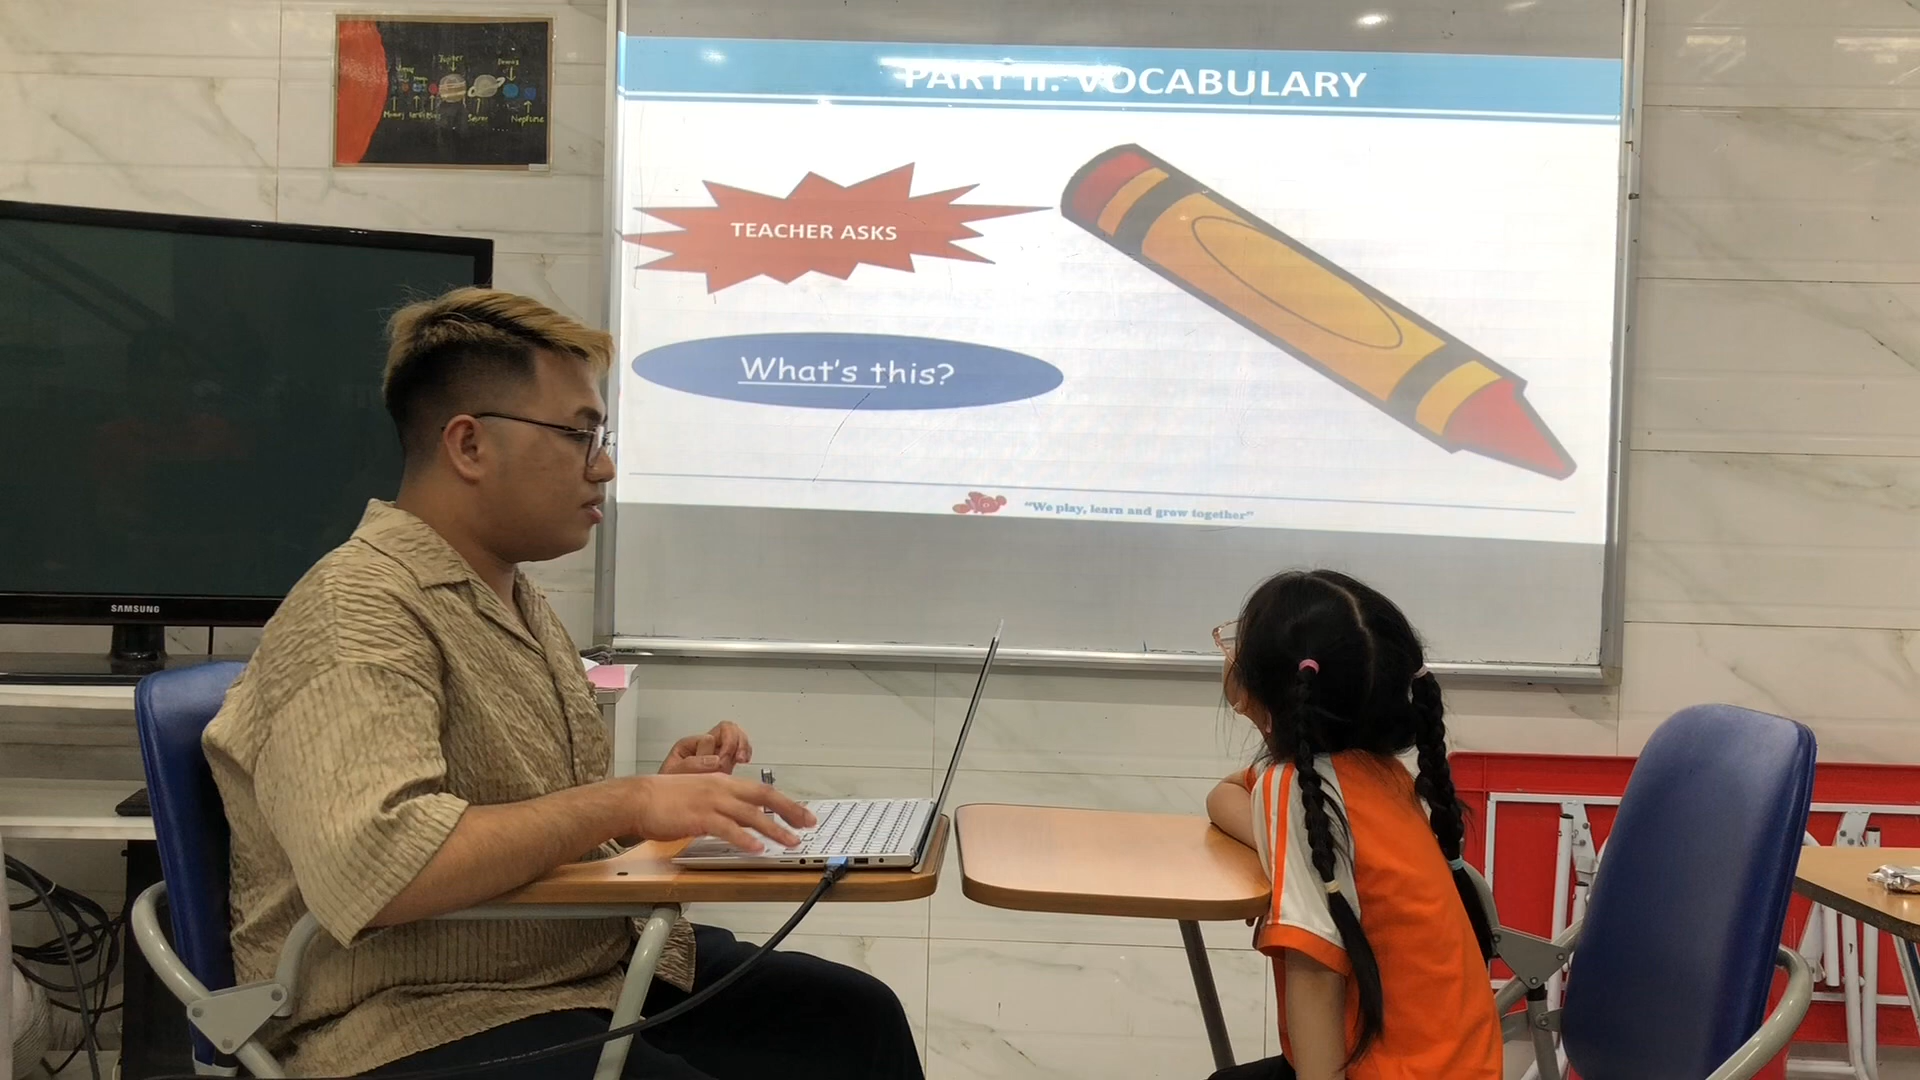 Jupiter
Saturn
Neptune
PART II. VOCABULARY
TEACHER ASKS
What's this?
"We play, learn and grow together"
SAMSUNG